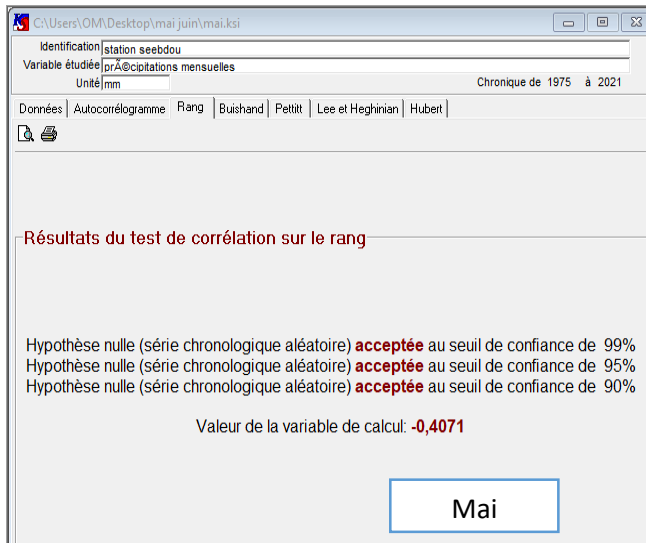 C:\Users\OM\Desktop\mai juin\mai.ksi
Identification station seebdou
Variable étudiée prÃ©cipitations mensuelles
Unité mm Chronique de 1975 à 2021
Données Autocorrélogramme Rang Buishand Pettitt Lee et Heghinian Hubert
Résultats du test de corrélation sur le rang
Hypothèse nulle (série chronologique aléatoire) acceptée au seuil de confiance de 99%
Hypothèse nulle (série chronologique aléatoire) acceptée au seuil de confiance de 95%
Hypothèse nulle (série chronologique aléatoire) acceptée au seuil de confiance de 90%
Valeur de la variable de calcul: -0,4071
Mai